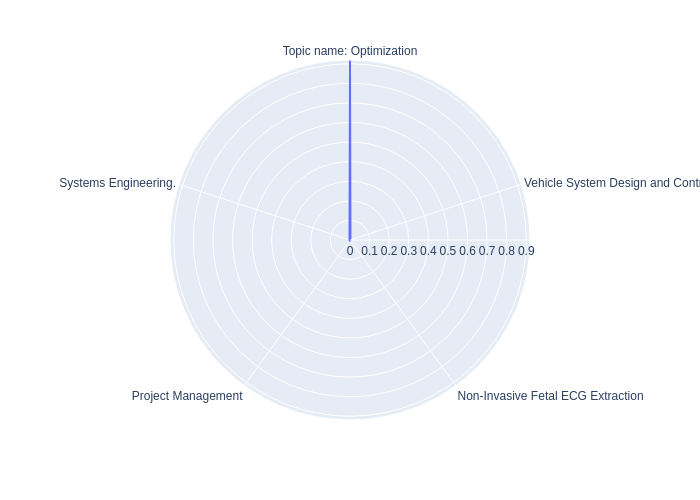 Topic name: Optimization
Systems Engineering.
Vehicle System Design and
0 0.1 0.2 0.3 0.4 0.5 0.6 0.7 0.8 0.9
Project Management
Non-Invasive Fetal ECG Extraction